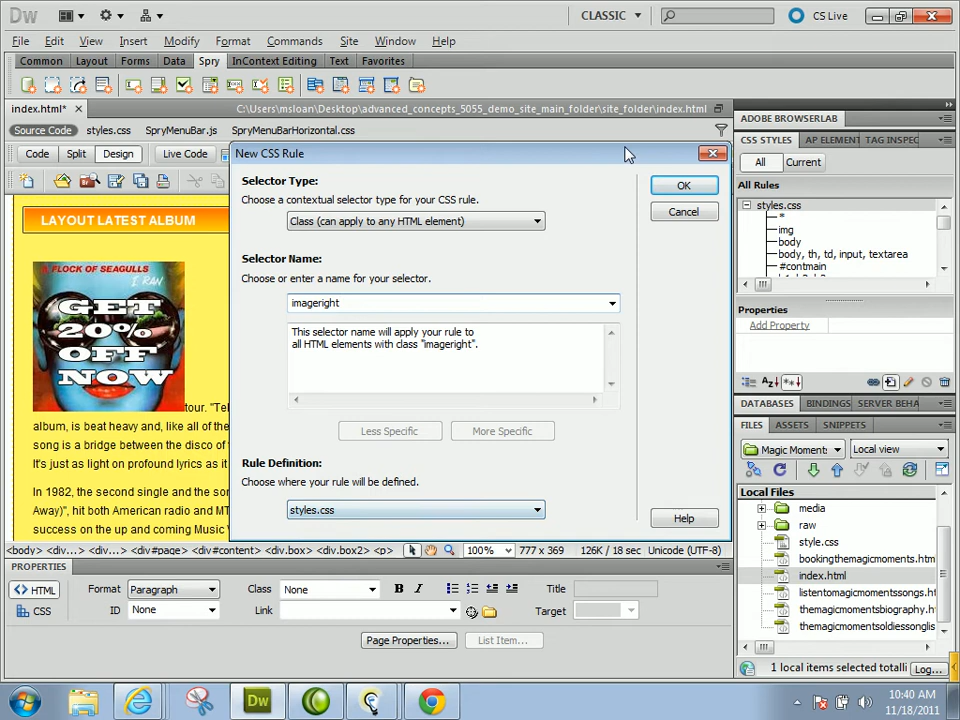 Dw
CLASSIC
CS Live
File Edit View Insert Modify Format Commands Site Window Help
Common Layout Forms Data Spry InContext Editing Text Favorites
index.html*
C:\Users\msloan\Desktop\advanced_concepts_5055_demo_site_main_folder\site_folder\index.html
Source Code styles.css SpryMenuBar.js SpryMenuBarHorizontal.css
Code Split Design Live Code
LAYOUT LATEST ALBUM
A FLOCK OF SEAGULLS
I RAN
GET
20%
OFF
NOW
tour. "Tel
album, is beat heavy and, like all of the
song is a bridge between the disco of
It's just as light on profound lyrics as it
In 1982, the second single and the son
Away)", hit both American radio and MT
success on the up and coming Music V
New CSS Rule
Selector Type:
Choose a contextual selector type for your CSS rule.
Class (can apply to any HTML element)
Selector Name:
Choose or enter a name for your selector.
imageright
This selector name will apply your rule to
all HTML elements with class "imageright".
Less Specific More Specific
Rule Definition:
Choose where your rule will be defined.
styles.css
OK
Cancel
Help
ADOBE BROWSERLAB
CSS STYLES AP ELEMENT TAG INSPEC
All Current
All Rules
styles.css
*
img
body
body, th, td, input, textarea
#contmain
Properties
Add Property
DATABASES BINDINGS SERVER BEHA
FILES ASSETS SNIPPETS
Magic Moment Local view
Local Files
media
raw
style.css
bookingthemagicmoments.htm
index.html
listentomagicmomentssongs.ht
themagicmomentsbiography.ht
themagicmomentsoldiessonglis
1 local items selected totalli Log...
<body> <div...> <div...> <div#page> <div#content> <div.box> <div.box2> <p>
100% 777 x 369 126K / 18 sec Unicode (UTF-8)
PROPERTIES
<> HTML Format Paragraph Class None B I Title
CSS ID None Link Target
Page Properties... List Item...
Dw
10:40 AM
11/18/2011